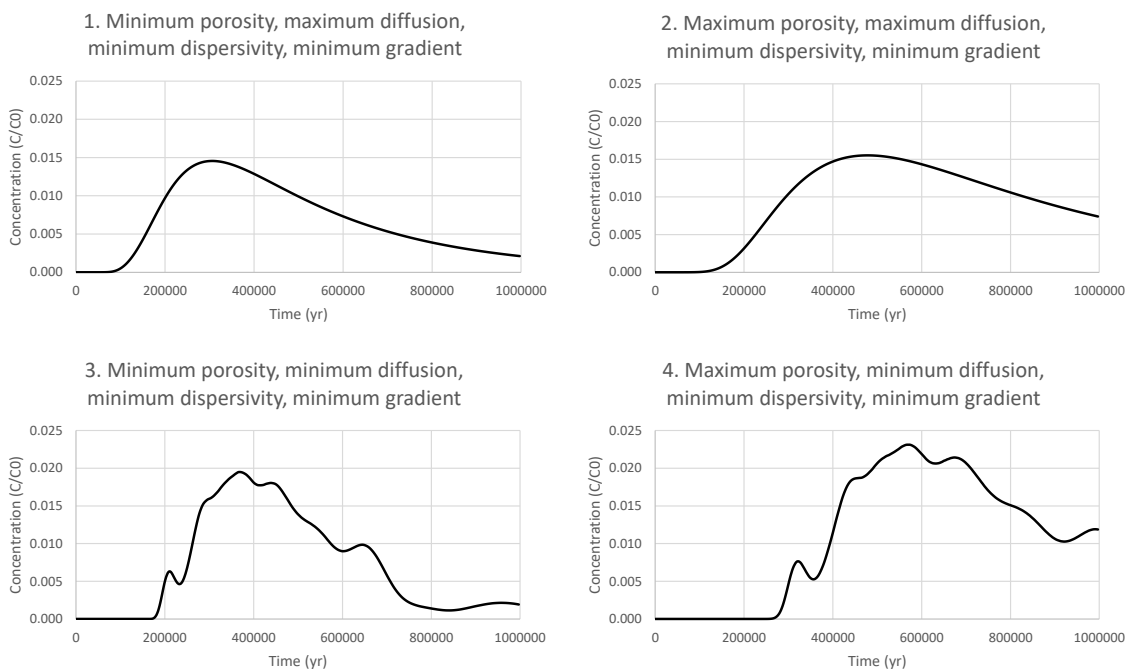 1. Minimum porosity, maximum diffusion,
minimum dispersivity, minimum gradient
0.025
0.020
0.015
0.010
0.005
0.000
Concentration (C/C0)
0 200000 400000 600000 800000 1000000
Time (yr)
2. Maximum porosity, maximum diffusion,
minimum dispersivity, minimum gradient
0.025
0.020
0.015
0.010
0.005
0.000
Concentration (C/C0)
0 200000 400000 600000 800000 1000000
Time (yr)
3. Minimum porosity, minimum diffusion,
minimum dispersivity, minimum gradient
0.025
0.020
0.015
0.010
0.005
0.000
Concentration (C/C0)
0 200000 400000 600000 800000 1000000
Time (yr)
4. Maximum porosity, minimum diffusion,
minimum dispersivity, minimum gradient
0.025
0.020
0.015
0.010
0.005
0.000
Concentration (C/C0)
0 200000 400000 600000 800000 1000000
Time (yr)